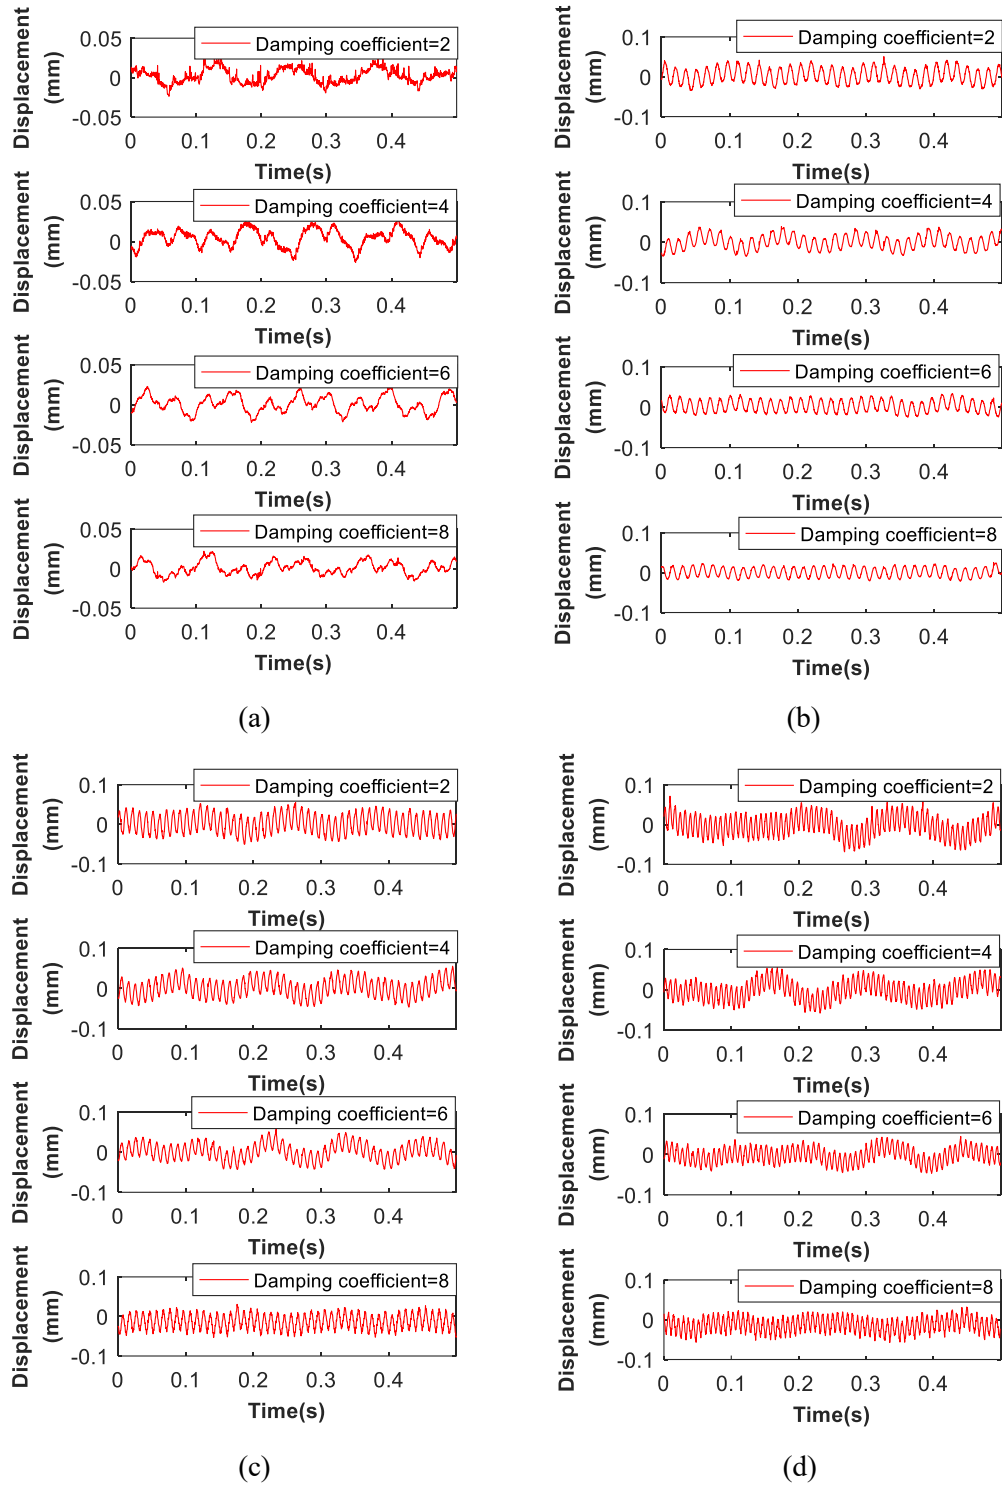 Displacement
(mm)
0.05
0
-0.05
Damping coefficient=2
0 0.1 0.2 0.3 0.4
Time(s)
Displacement
(mm)
0.05
0
-0.05
Damping coefficient=4
0 0.1 0.2 0.3 0.4
Time(s)
Displacement
(mm)
0.05
0
-0.05
Damping coefficient=6
0 0.1 0.2 0.3 0.4
Time(s)
Displacement
(mm)
0.05
0
-0.05
Damping coefficient=8
0 0.1 0.2 0.3 0.4
Time(s)
(a)
Displacement
(mm)
0.1
0
-0.1
Damping coefficient=2
0 0.1 0.2 0.3 0.4
Time(s)
Displacement
(mm)
0.1
0
-0.1
Damping coefficient=4
0 0.1 0.2 0.3 0.4
Time(s)
Displacement
(mm)
0.1
0
-0.1
Damping coefficient=6
0 0.1 0.2 0.3 0.4
Time(s)
Displacement
(mm)
0.1
0
-0.1
Damping coefficient=8
0 0.1 0.2 0.3 0.4
Time(s)
(b)
Displacement
(mm)
0.1
0
-0.1
Damping coefficient=2
0 0.1 0.2 0.3 0.4
Time(s)
Displacement
(mm)
0.1
0
-0.1
Damping coefficient=4
0 0.1 0.2 0.3 0.4
Time(s)
Displacement
(mm)
0.1
0
-0.1
Damping coefficient=6
0 0.1 0.2 0.3 0.4
Time(s)
Displacement
(mm)
0.1
0
-0.1
Damping coefficient=8
0 0.1 0.2 0.3 0.4
Time(s)
(c)
Displacement
(mm)
0.1
0
-0.1
Damping coefficient=2
0 0.1 0.2 0.3 0.4
Time(s)
Displacement
(mm)
0.1
0
-0.1
Damping coefficient=4
0 0.1 0.2 0.3 0.4
Time(s)
Displacement
(mm)
0.1
0
-0.1
Damping coefficient=6
0 0.1 0.2 0.3 0.4
Time(s)
Displacement
(mm)
0.1
0
-0.1
Damping coefficient=8
0 0.1 0.2 0.3 0.4
Time(s)
(d)